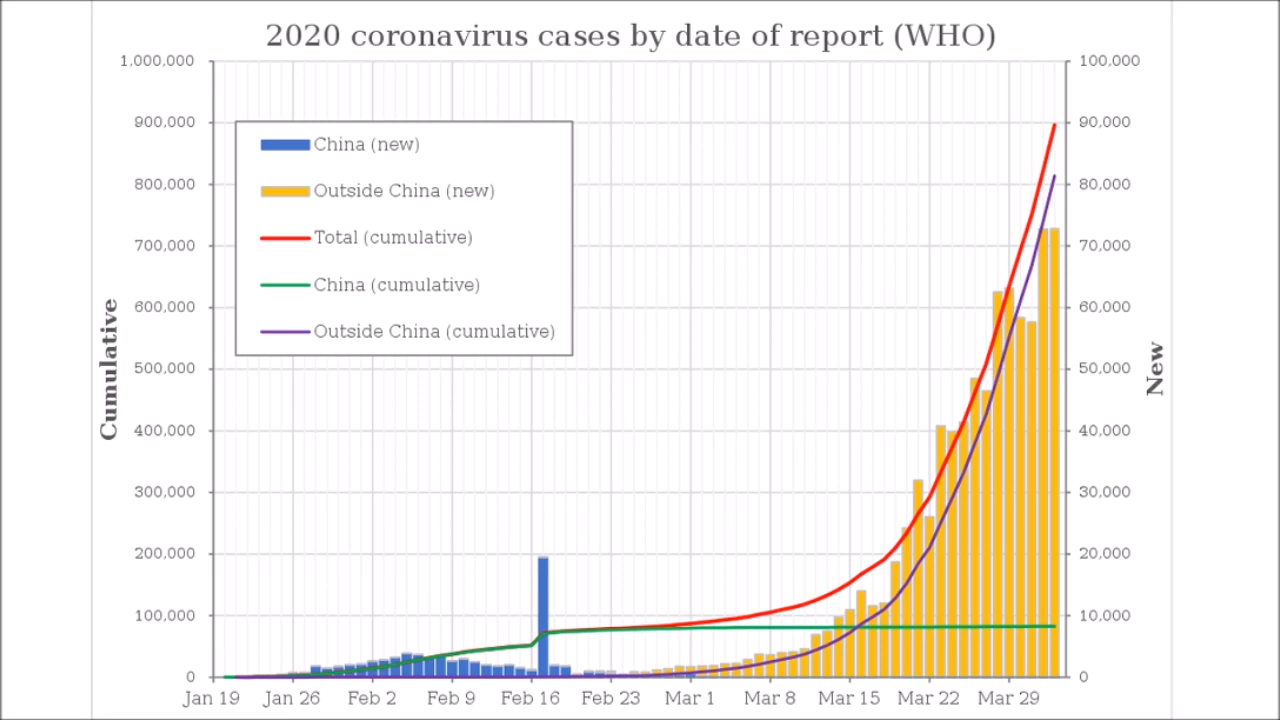 2020 coronavirus cases by date of report (WHO)
1,000,000
900,000
800,000
700,000
600,000
500,000
400,000
300,000
200,000
100,000
0
100,000
90,000
80,000
70,000
60,000
50,000
40,000
30,000
20,000
10,000
0
Cumulative
New
China (new)
Outside China (new)
Total (cumulative)
China (cumulative)
Outside China (cumulative)
Jan 19 Jan 26 Feb 2 Feb 9 Feb 16 Feb 23 Mar 1 Mar 8 Mar 15 Mar 22 Mar 29